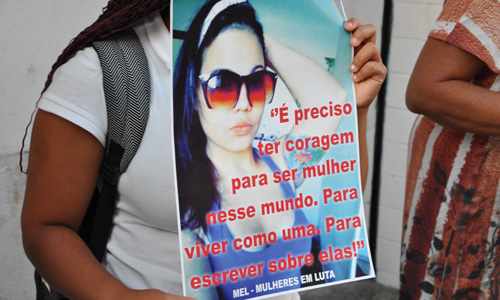 "É preciso
ter coragem
para ser mulher
nesse mundo. Para
viver como uma. Para
escrever sobre elas!"
MEL - MULHERES EM LUTA